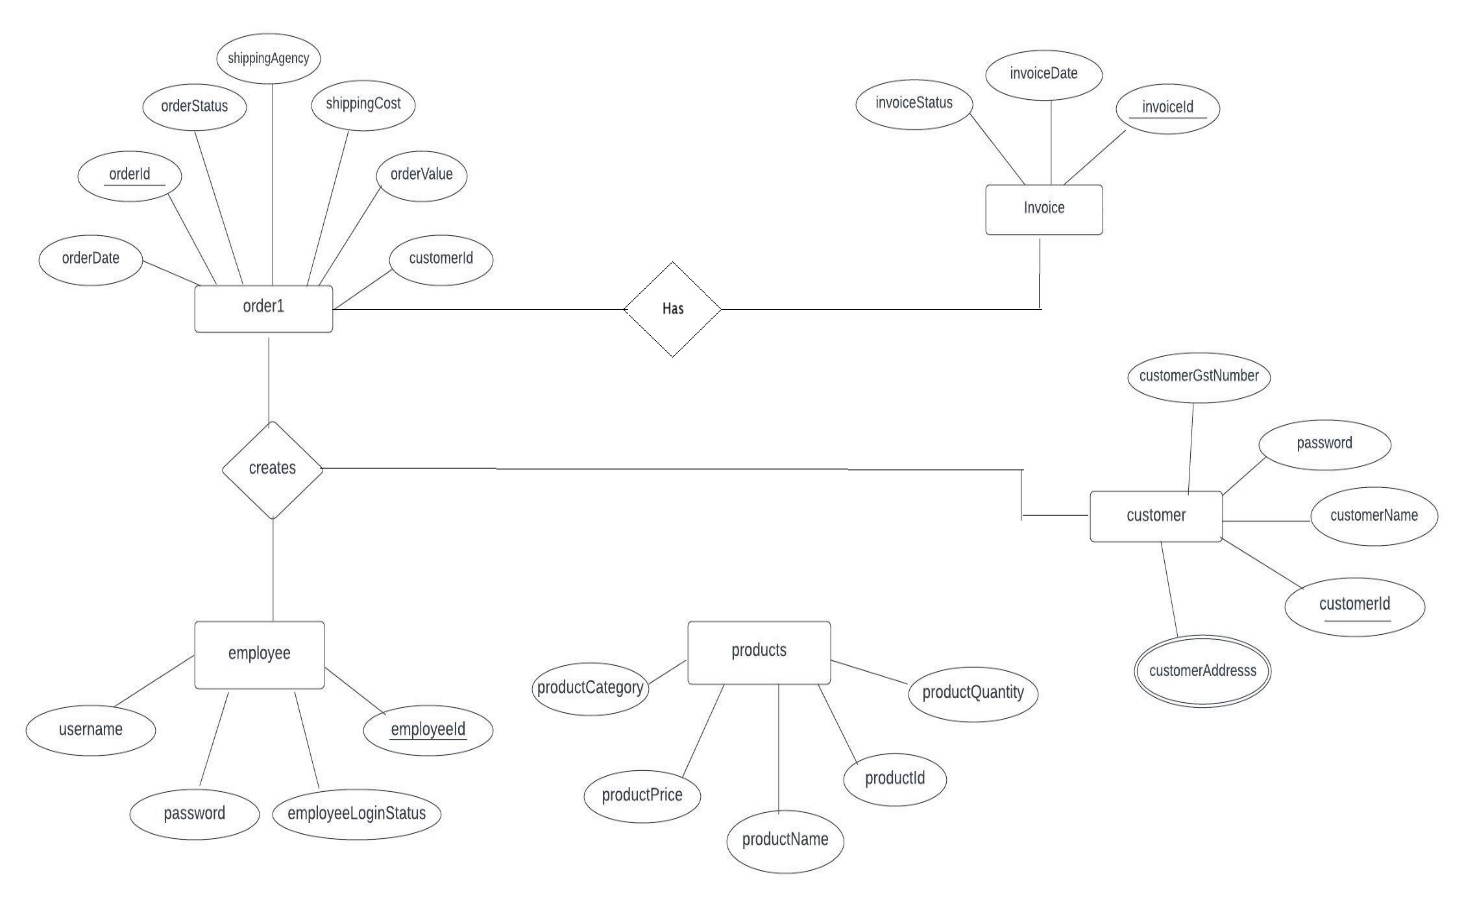 shippingAgency
orderStatus
shippingCost
orderId
orderValue
orderDate
customerId
order1
invoiceDate
invoiceStatus
invoiceId
Invoice
Has
creates
customerGstNumber
password
customer
customerName
customerId
customerAddresss
employee
username
employeeId
password
employeeLoginStatus
products
productCategory
productQuantity
productPrice
productId
productName